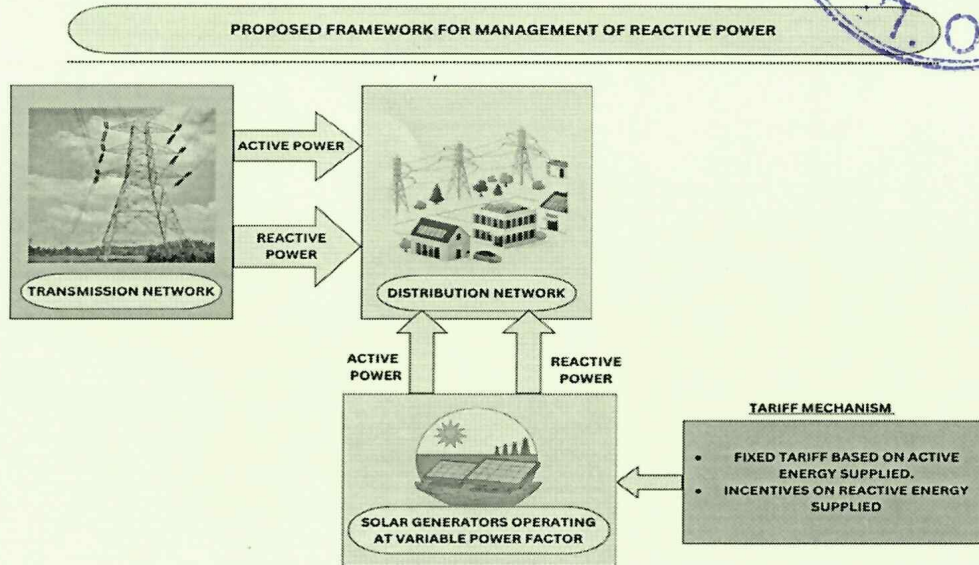 PROPOSED FRAMEWORK FOR MANAGEMENT OF REACTIVE POWER
T. O
ACTIVE POWER
REACTIVE
POWER
TRANSMISSION NETWORK
DISTRIBUTION NETWORK
ACTIVE
POWER
REACTIVE
POWER
TARIFF MECHANISM
• FIXED TARIFF BASED ON ACTIVE
ENERGY SUPPLIED.
• INCENTIVES ON REACTIVE ENERGY
SUPPLIED
SOLAR GENERATORS OPERATING
AT VARIABLE POWER FACTOR